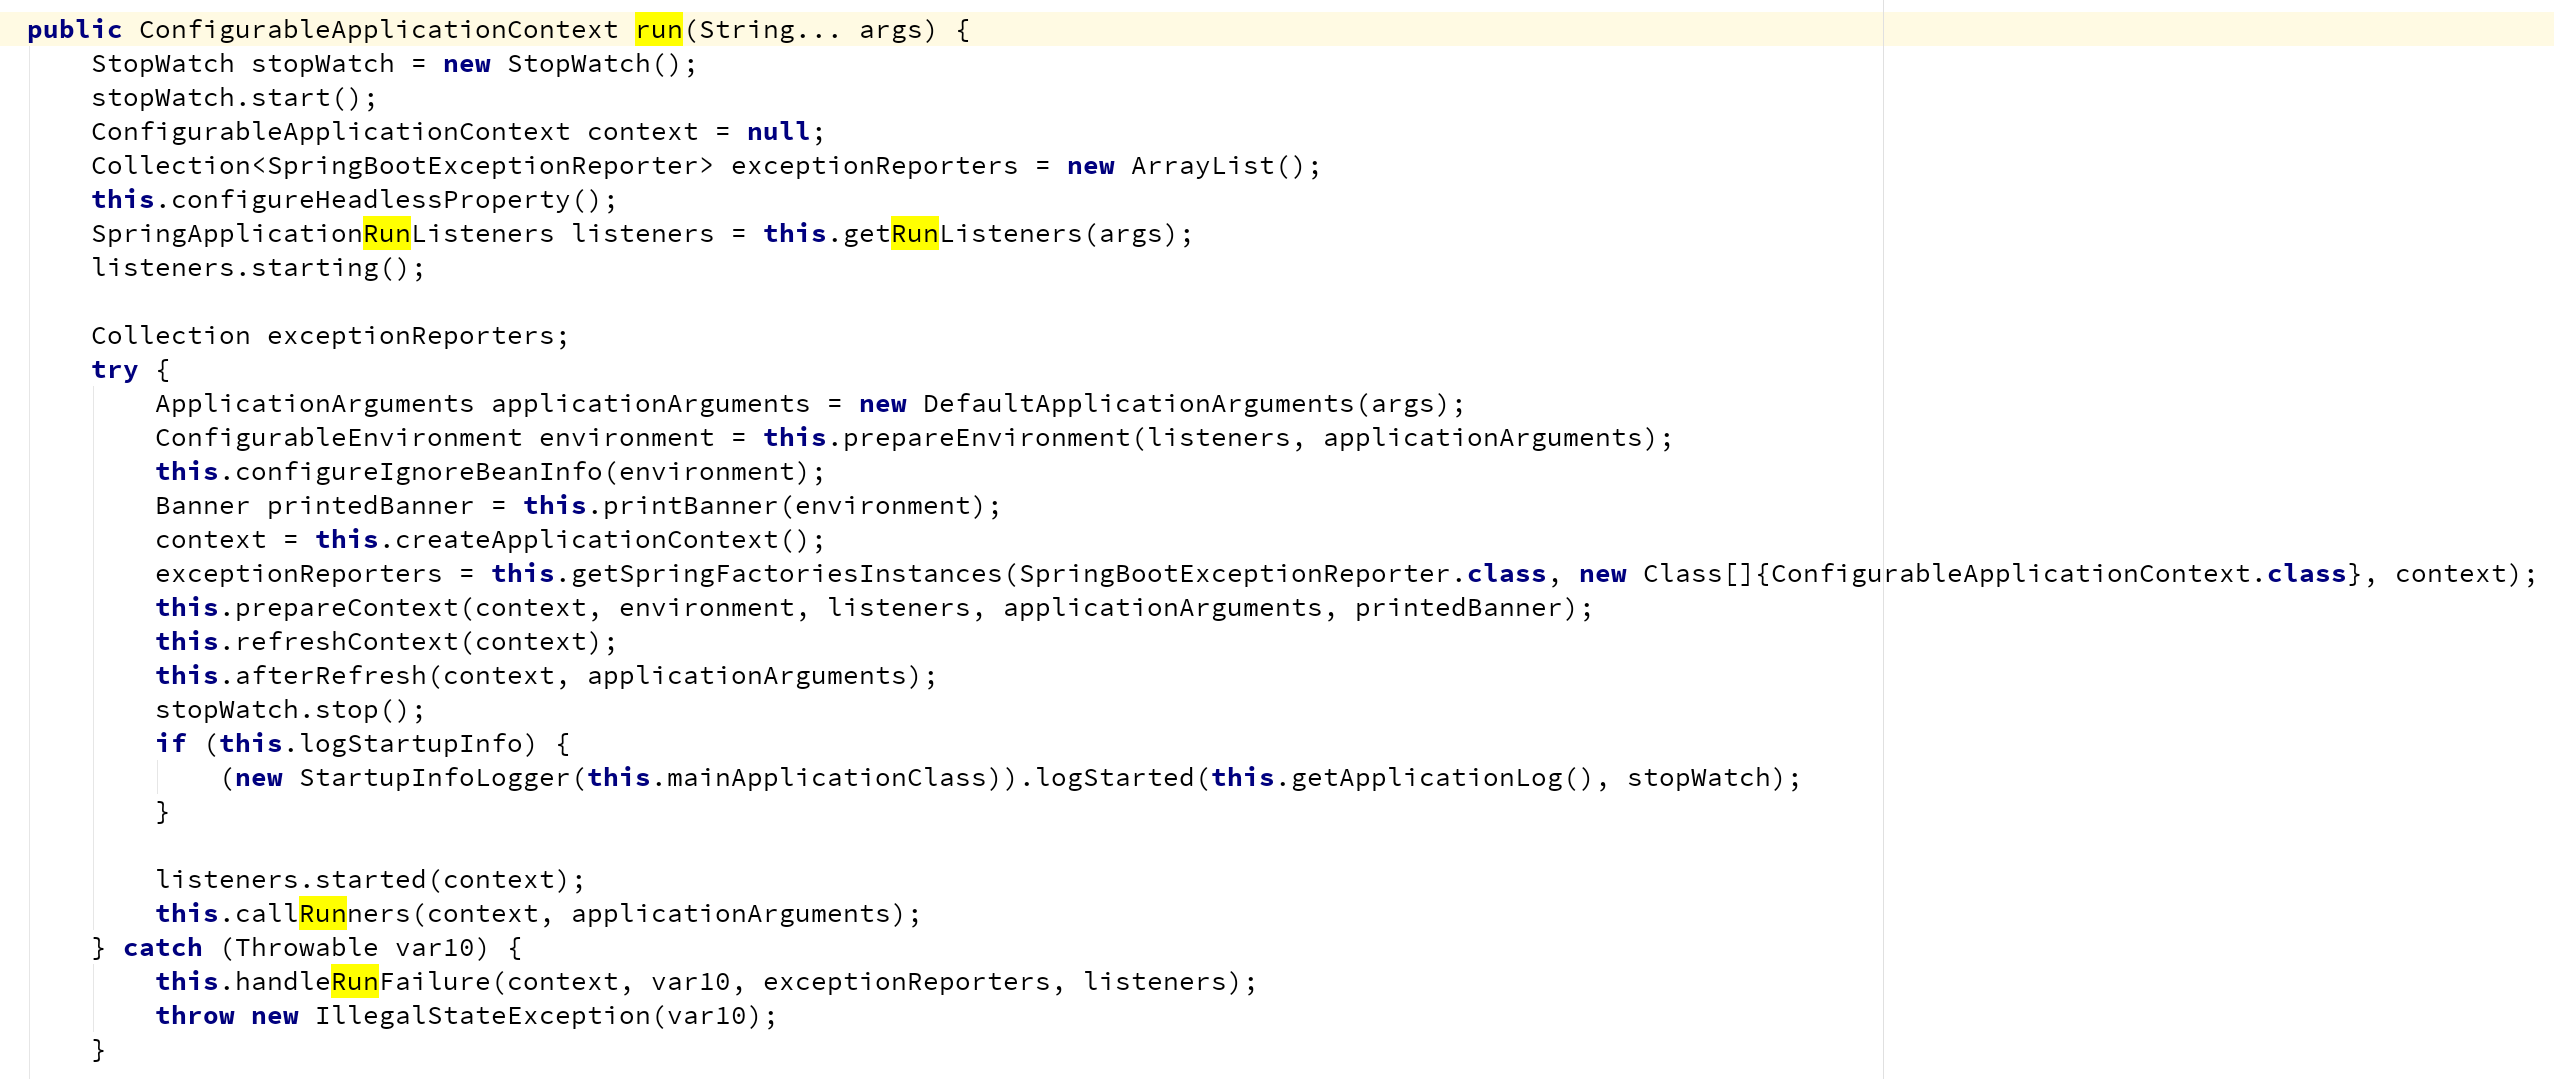 public ConfigurableApplicationContext run(String... args) {
    StopWatch stopWatch = new StopWatch();
    stopWatch.start();
    ConfigurableApplicationContext context = null;
    Collection<SpringBootExceptionReporter> exceptionReporters = new ArrayList();
    this.configureHeadlessProperty();
    SpringApplicationRunListeners listeners = this.getRunListeners(args);
    listeners.starting();

    Collection exceptionReporters;
    try {
        ApplicationArguments applicationArguments = new DefaultApplicationArguments(args);
        ConfigurableEnvironment environment = this.prepareEnvironment(listeners, applicationArguments);
        this.configureIgnoreBeanInfo(environment);
        Banner printedBanner = this.printBanner(environment);
        context = this.createApplicationContext();
        exceptionReporters = this.getSpringFactoriesInstances(SpringBootExceptionReporter.class, new Class[]{ConfigurableApplicationContext.class}, context);
        this.prepareContext(context, environment, listeners, applicationArguments, printedBanner);
        this.refreshContext(context);
        this.afterRefresh(context, applicationArguments);
        stopWatch.stop();
        if (this.logStartupInfo) {
            (new StartupInfoLogger(this.mainApplicationClass)).logStarted(this.getApplicationLog(), stopWatch);
        }

        listeners.started(context);
        this.callRunners(context, applicationArguments);
    } catch (Throwable var10) {
        this.handleRunFailure(context, var10, exceptionReporters, listeners);
        throw new IllegalStateException(var10);
    }